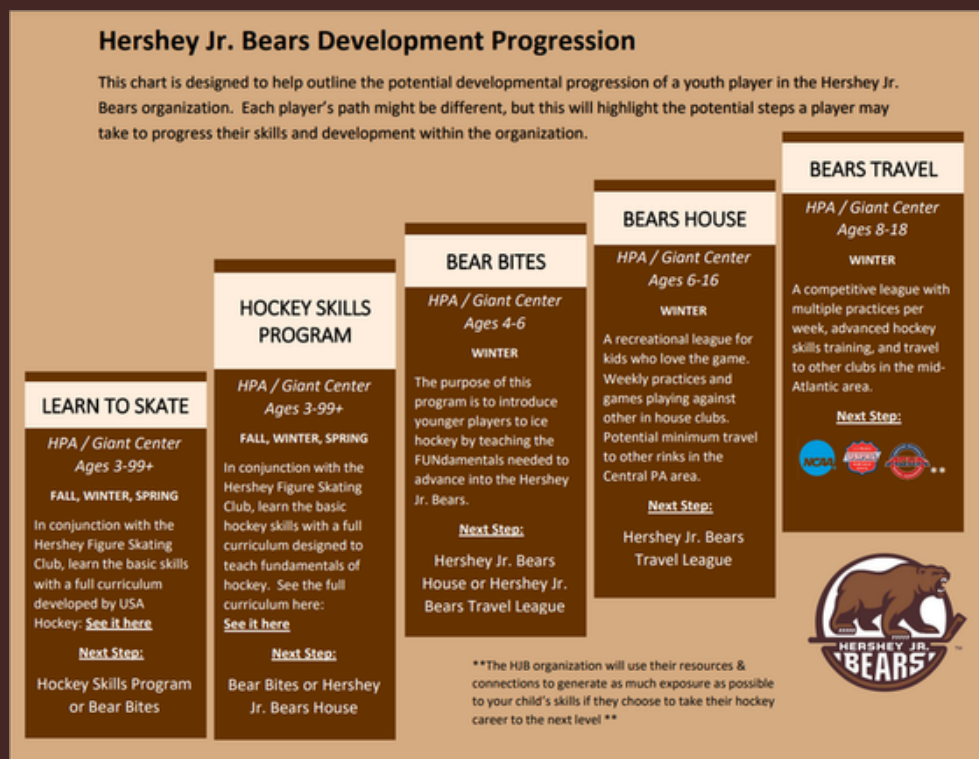 Hershey Jr. Bears Development Progression
This chart is designed to help outline the potential developmental progression of a youth player in the Hershey Jr.
Bears organization. Each player's path might be different, but this will highlight the potential steps a player may
take to progress their skills and development within the organization.
LEARN TO SKATE
HPA / Giant Center
Ages 3-99+
FALL, WINTER, SPRING
In conjunction with the
Hershey Figure Skating
Club, learn the basic skills
with a full curriculum
developed by USA
Hockey: See it here
Next Step:
Hockey Skills Program
or Bear Bites
HOCKEY SKILLS
PROGRAM
HPA / Giant Center
Ages 3-99+
FALL, WINTER, SPRING
In conjunction with the
Hershey Figure Skating
Club, learn the basic
hockey skills with a full
curriculum designed to
teach fundamentals of
hockey. See the full
curriculum here:
See it here
Next Step:
Bear Bites or Hershey
Jr. Bears House
BEAR BITES
HPA / Giant Center
Ages 4-6
WINTER
The purpose of this
program is to introduce
younger players to ice
hockey by teaching the
FUNdamentals needed to
advance into the Hershey
Jr. Bears.
Next Step:
Hershey Jr. Bears
House or Hershey Jr.
Bears Travel League
BEARS HOUSE
HPA / Giant Center
Ages 6-16
WINTER
A recreational league for
kids who love the game.
Weekly practices and
games playing against
other in house clubs.
Potential minimum travel
to other rinks in the
Central PA area.
Next Step:
Hershey Jr. Bears
Travel League
BEARS TRAVEL
HPA / Giant Center
Ages 8-18
WINTER
A competitive league with
multiple practices per
week, advanced hockey
skills training, and travel
to other clubs in the mid-
Atlantic area.
Next Step:
NCAA
**
HERSHEY JR.
BEARS
**The HJB organization will use their resources &
connections to generate as much exposure as possible
to your child's skills if they choose to take their hockey
career to the next level **